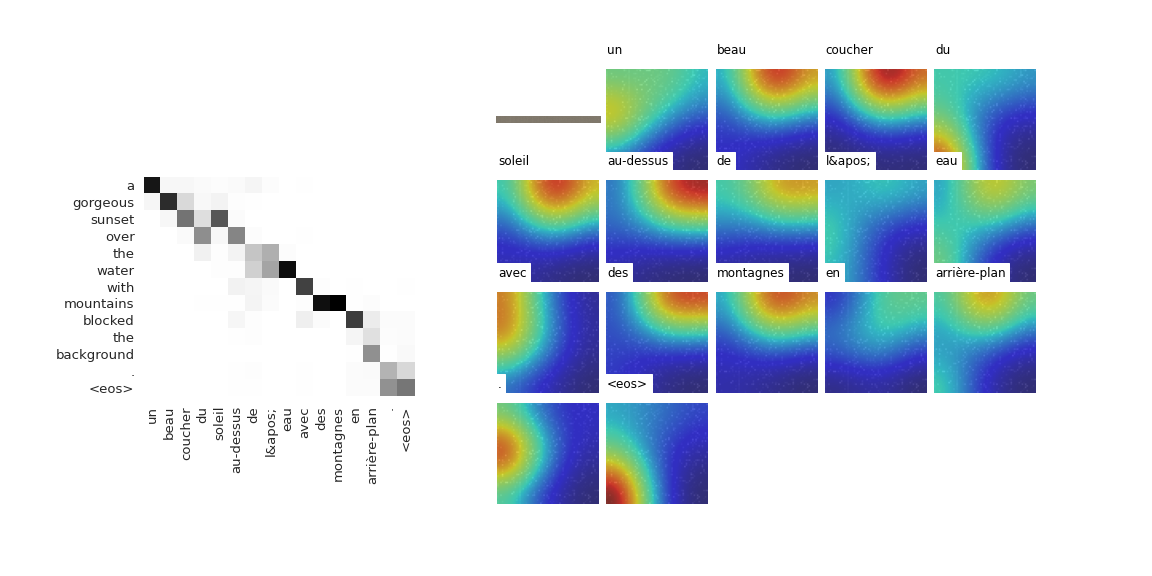 a
gorgeous
sunset
over
the
water
with
mountains
blocked
the
background
.
<eos>
un
beau
coucher
du
soleil
au-dessus
de
l&apos;
eau
avec
des
montagnes
en
arrière-plan
.
<eos>
un beau coucher du
soleil au-dessus de l&apos; eau
avec des montagnes en arrière-plan
. <eos>